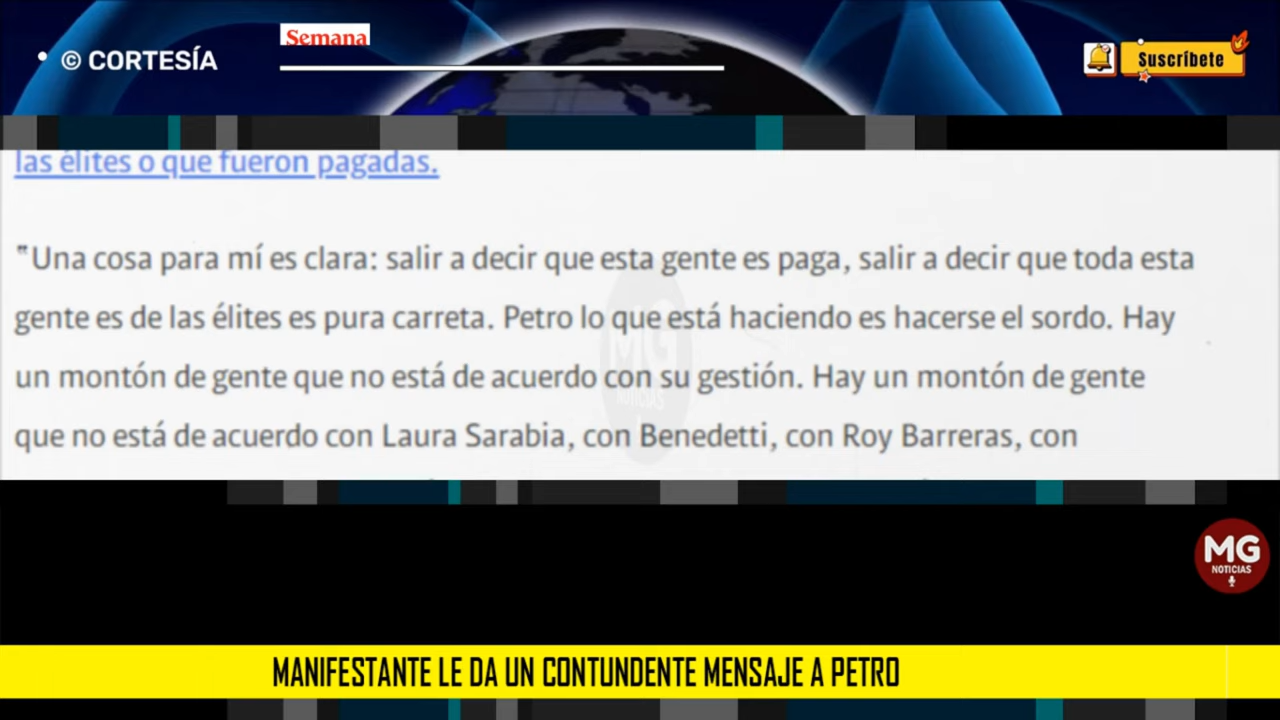 © CORTESÍA
Semana
Suscríbete
las élites o que fueron pagadas.
"Una cosa para mí es clara: salir a decir que esta gente es paga, salir a decir que toda esta
gente es de las élites es pura carreta. Petro lo que está haciendo es hacerse el sordo. Hay
un montón de gente que no está de acuerdo con su gestión. Hay un montón de gente
que no está de acuerdo con Laura Sarabia, con Benedetti, con Roy Barreras, con
MG
NOTICIAS
MG
NOTICIAS
MANIFESTANTE LE DA UN CONTUNDENTE MENSAJE A PETRO